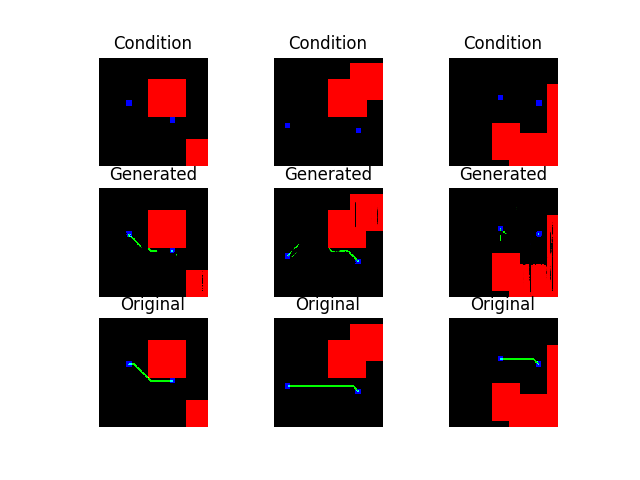 Condition Condition Condition
Generated Generated Generated
Original Original Original